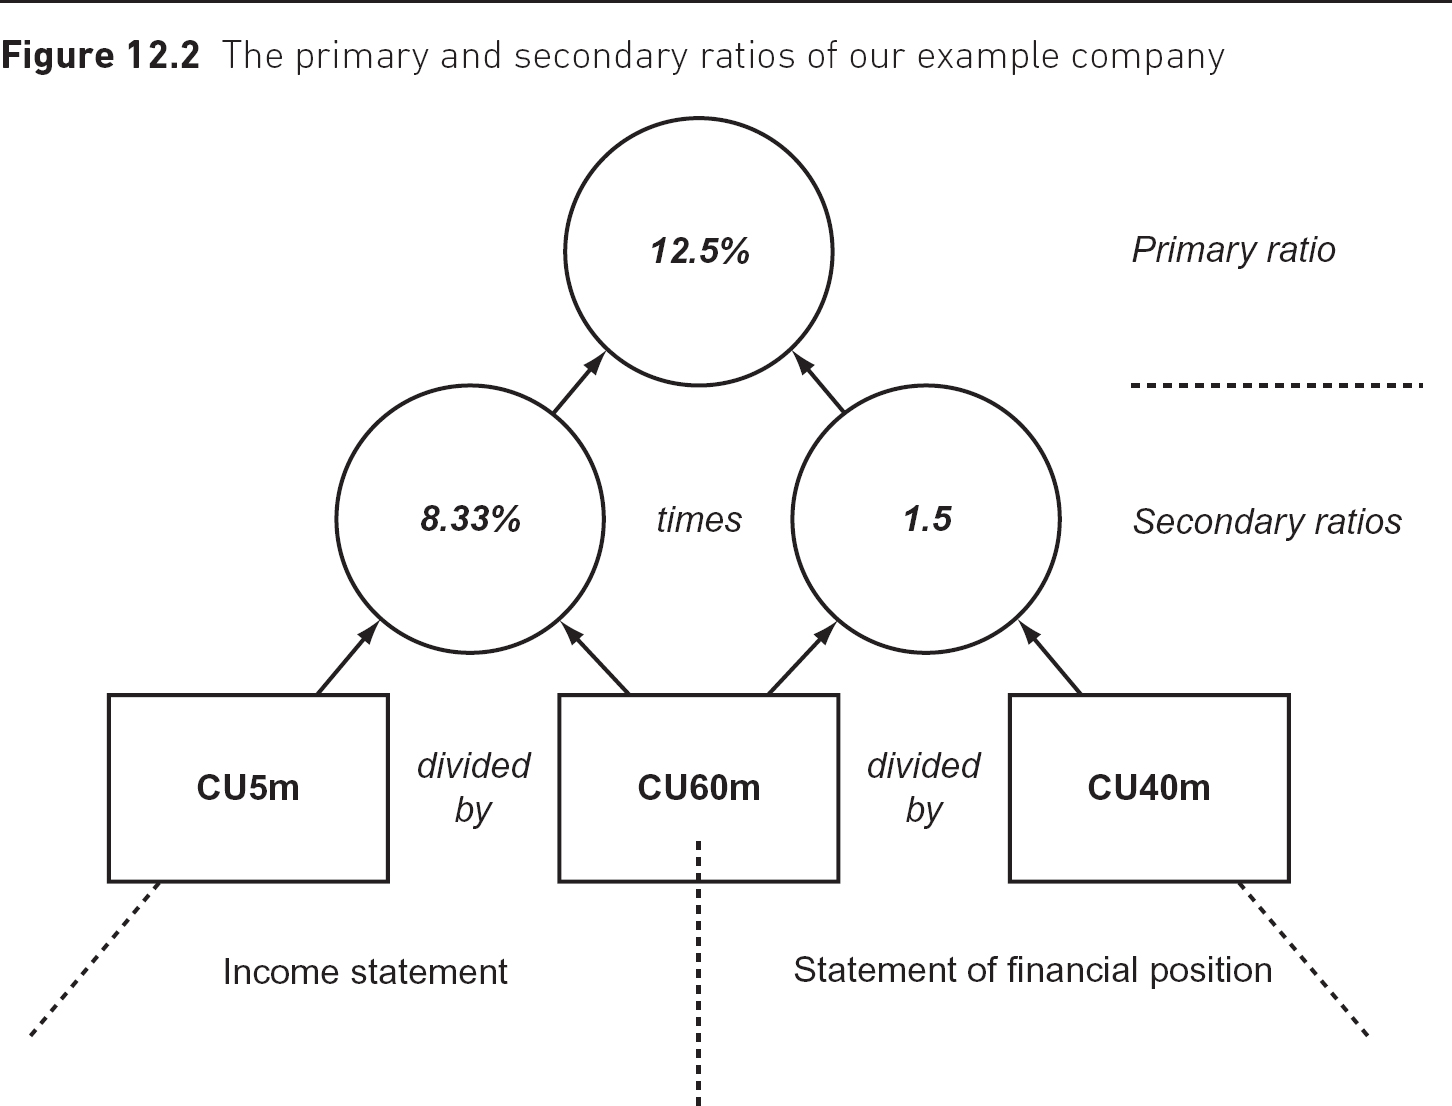 Figure 12.2 The primary and secondary ratios of our example company
12.5%
Primary ratio
8.33%
times
1.5
Secondary ratios
CU5m
divided
by
CU60m
divided
by
CU40m
Income statement
Statement of financial position